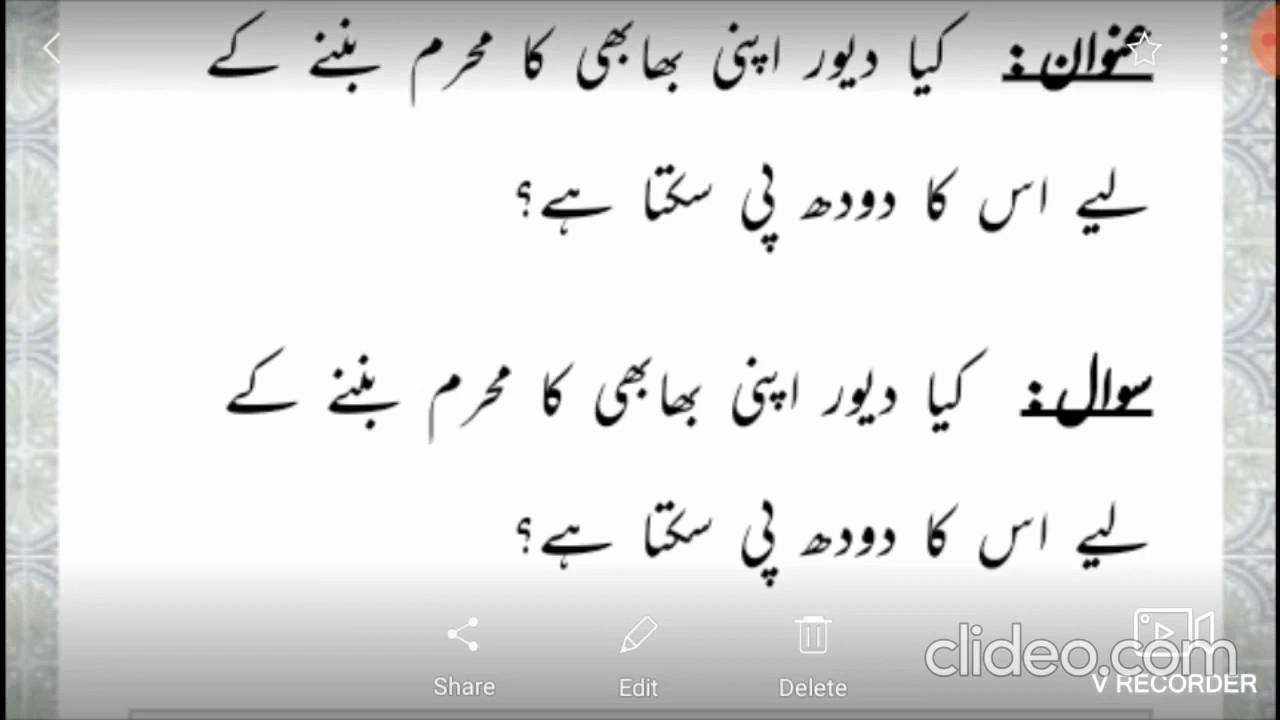 عنوان: کیا دیور اپنی بھابھی کا محرم بننے کے
لیے اس کا دودھ پی سکتا ہے؟
سوال: کیا دیور اپنی بھابھی کا محرم بننے کے
لیے اس کا دودھ پی سکتا ہے؟
Share Edit Delete
clideo.com
V RECORDER